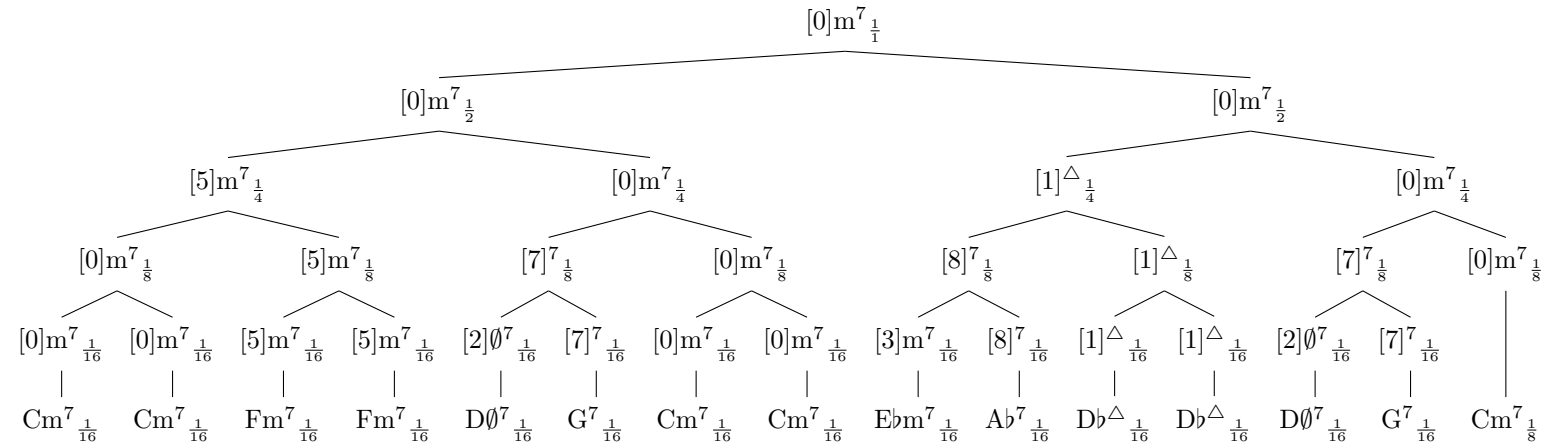 [0]m⁷ 1/1
[0]m⁷ 1/2 [0]m⁷ 1/2
[5]m⁷ 1/4 [0]m⁷ 1/4 [1]△ 1/4 [0]m⁷ 1/4
[0]m⁷ 1/8 [5]m⁷ 1/8 [7]⁷ 1/8 [0]m⁷ 1/8 [8]⁷ 1/8 [1]△ 1/8 [7]⁷ 1/8 [0]m⁷ 1/8
[0]m⁷ 1/16 [0]m⁷ 1/16 [5]m⁷ 1/16 [5]m⁷ 1/16 [2]∅⁷ 1/16 [7]⁷ 1/16 [0]m⁷ 1/16 [0]m⁷ 1/16 [3]m⁷ 1/16 [8]⁷ 1/16 [1]△ 1/16 [1]△ 1/16 [2]∅⁷ 1/16 [7]⁷ 1/16
Cm⁷ 1/16 Cm⁷ 1/16 Fm⁷ 1/16 Fm⁷ 1/16 D∅⁷ 1/16 G⁷ 1/16 Cm⁷ 1/16 Cm⁷ 1/16 E♭m⁷ 1/16 A♭⁷ 1/16 D♭△ 1/16 D♭△ 1/16 D∅⁷ 1/16 G⁷ 1/16 Cm⁷ 1/8